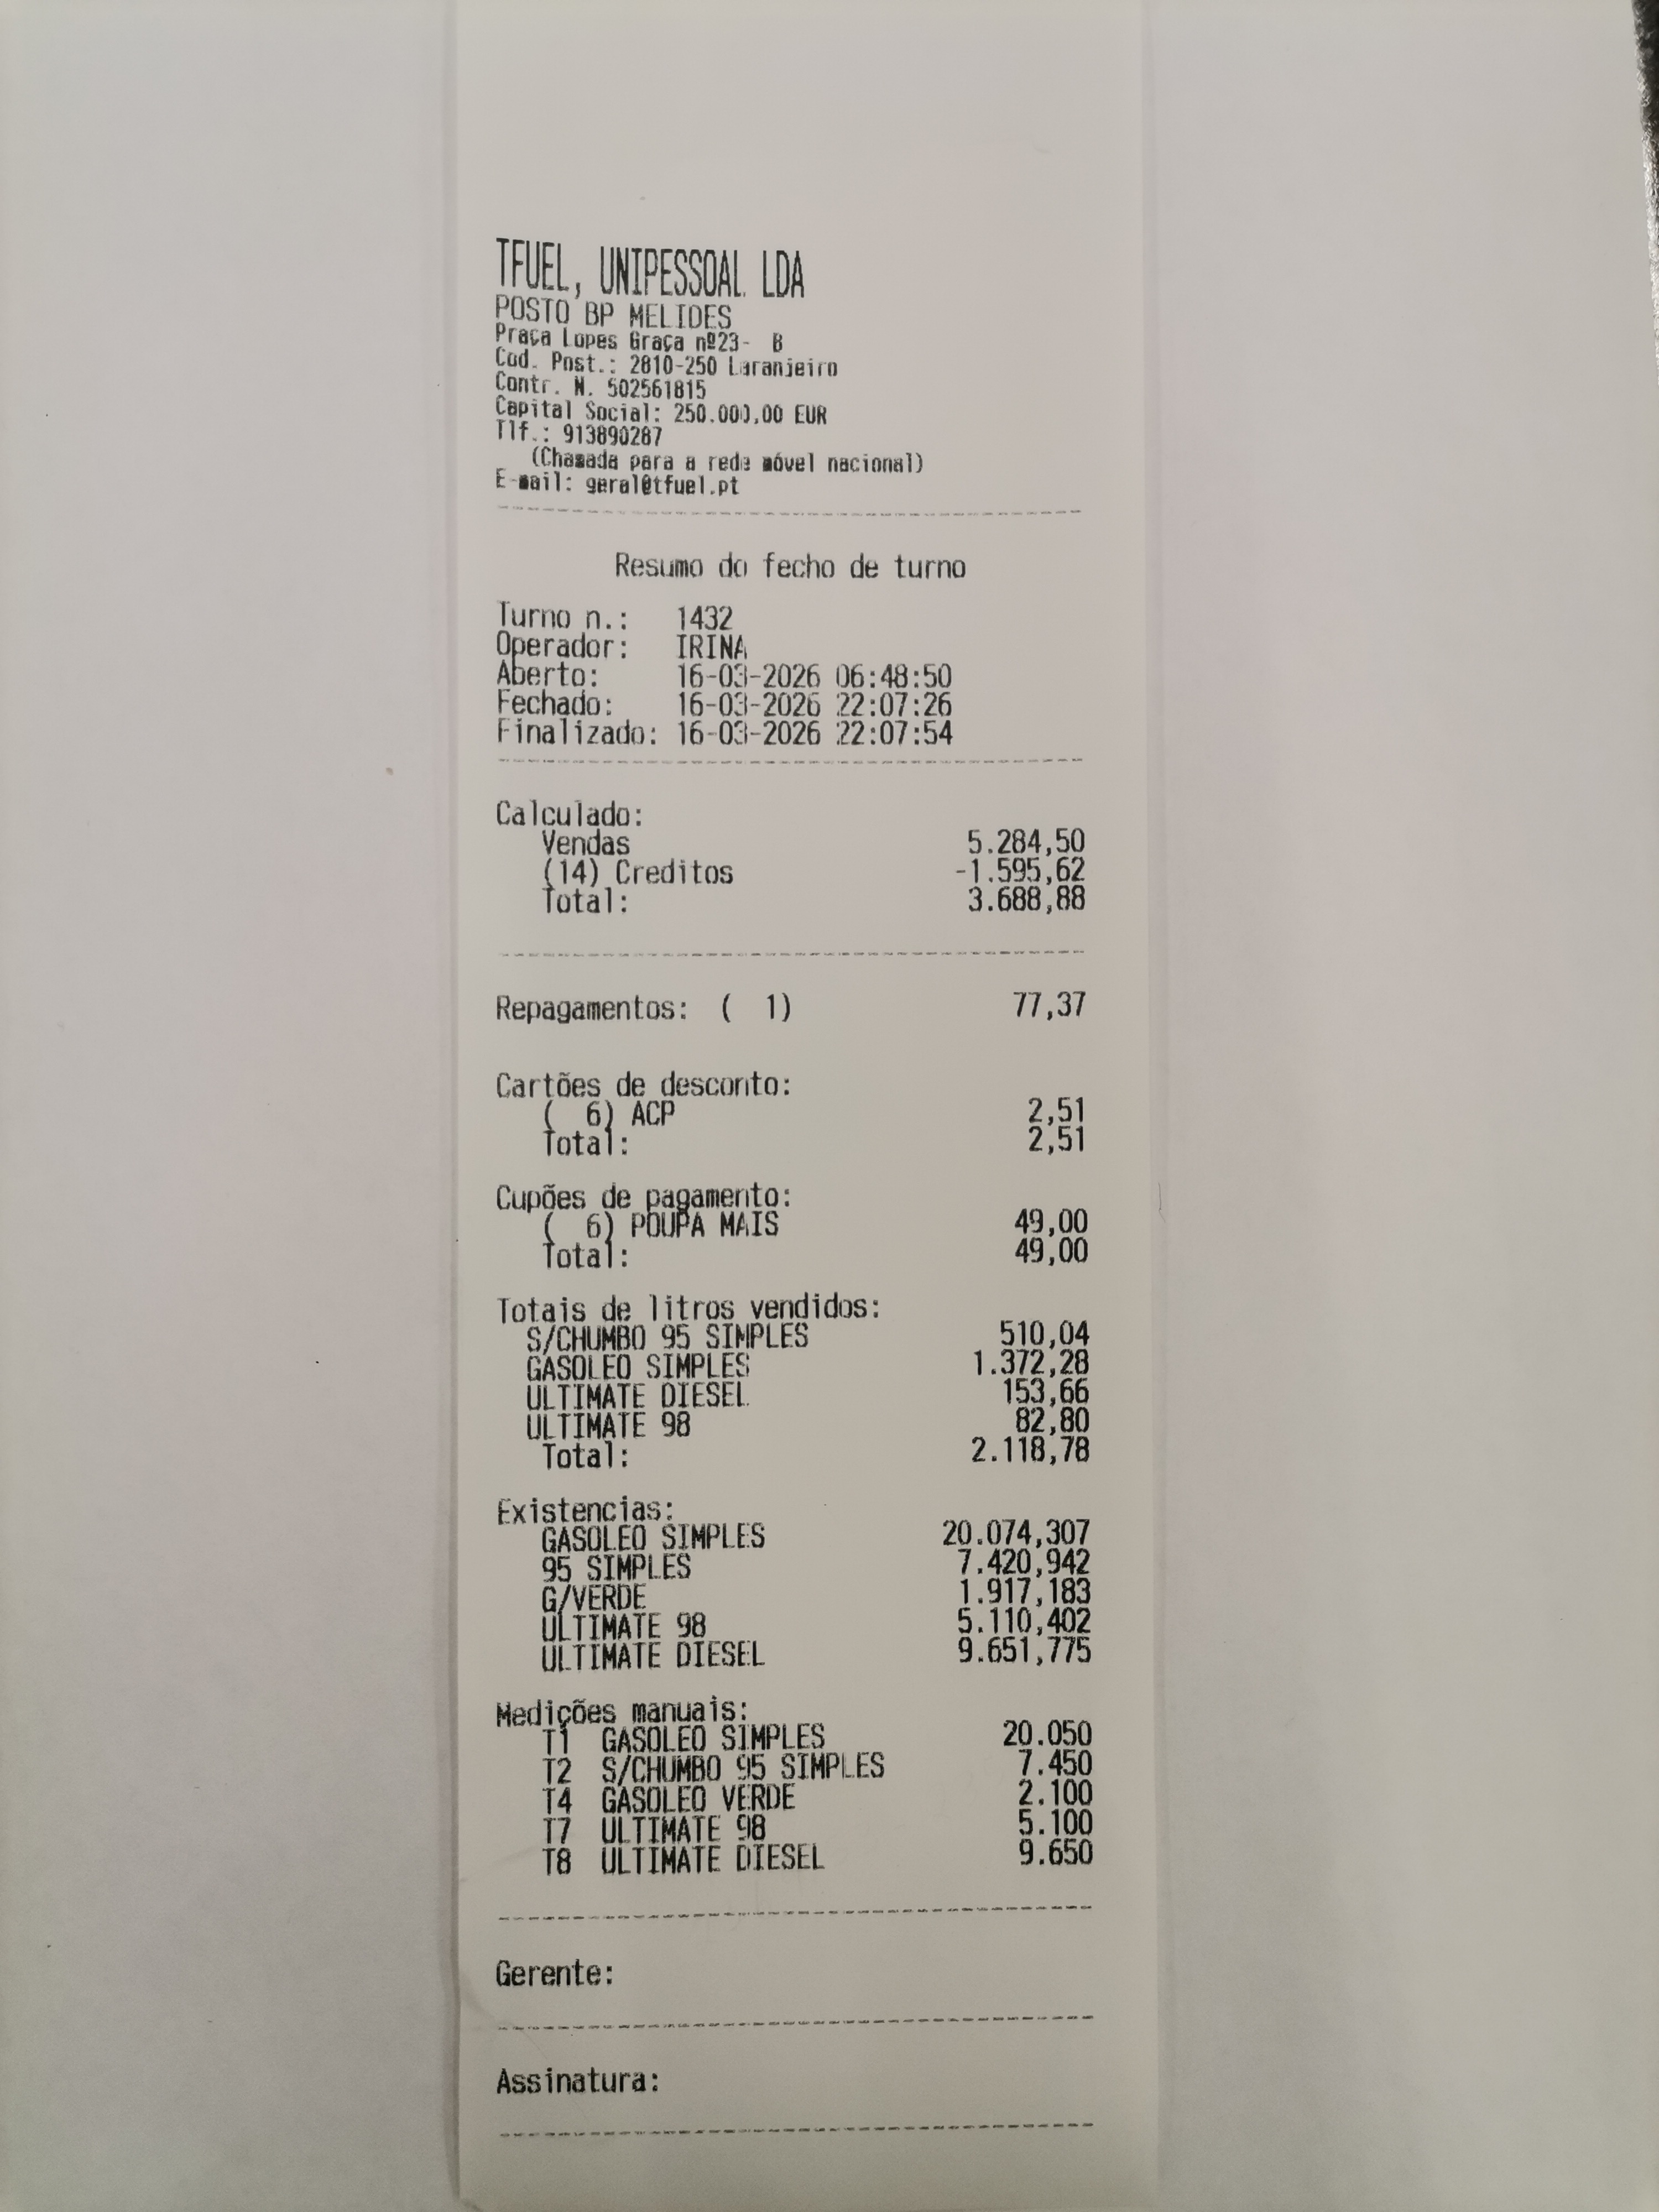 TFUEL, UNIPESSOAL LDA
POSTO BP MELIDES
Praça Lopes Graça nº23- B
Cod. Post.: 2810-250 Laranjeiro
Contr. N. 502561815
Capital Social: 250.000,00 EUR
Tlf.: 913890287
(Chamada para a rede móvel nacional)
E-mail: geral@tfuel.pt
Resumo do fecho de turno
Turno n.: 1432
Operador: IRINA
Aberto: 16-03-2026 06:48:50
Fechado: 16-03-2026 22:07:26
Finalizado: 16-03-2026 22:07:54
Calculado:
Vendas 5.284,50
(14) Creditos -1.595,62
Total: 3.688,88
Repagamentos: ( 1) 77,37
Cartões de desconto:
( 6) ACP 2,51
Total: 2,51
Cupões de pagamento:
( 6) POUPA MAIS 49,00
Total: 49,00
Totais de litros vendidos:
S/CHUMBO 95 SIMPLES 510,04
GASOLEO SIMPLES 1.372,28
ULTIMATE DIESEL 153,66
ULTIMATE 98 82,80
Total: 2.118,78
Existencias:
GASOLEO SIMPLES 20.074,307
95 SIMPLES 7.420,942
G/VERDE 1.917,183
ULTIMATE 98 5.110,402
ULTIMATE DIESEL 9.651,775
Medições manuais:
T1 GASOLEO SIMPLES 20.050
T2 S/CHUMBO 95 SIMPLES 7.450
T4 GASOLEO VERDE 2.100
T7 ULTIMATE 98 5.100
T8 ULTIMATE DIESEL 9.650
Gerente:
Assinatura: